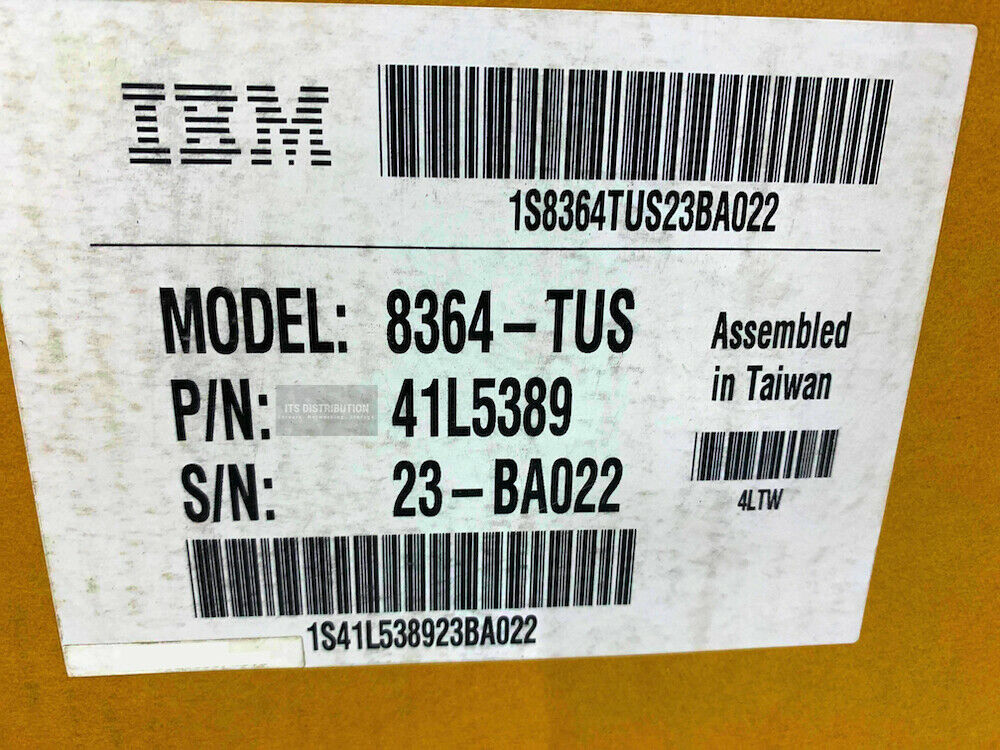 IBM
1S8364TUS23BA022
MODEL: 8364-TUS
P/N: 41L5389
S/N: 23-BA022
Assembled
in Taiwan
4LTW
1S41L538923BA022
ITS DISTRIBUTION